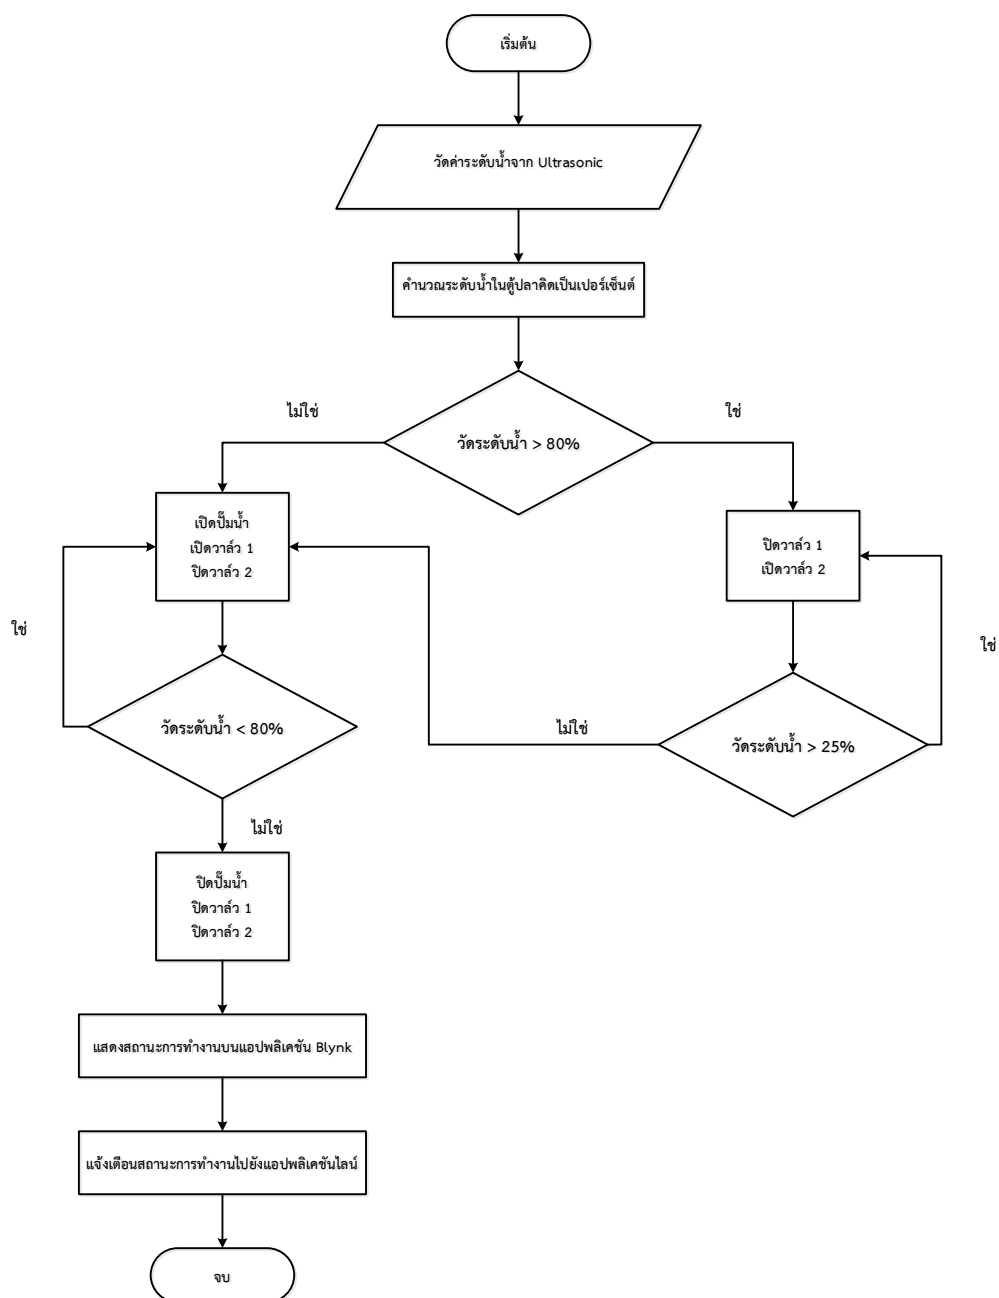 เริ่มต้น
วัดค่าระดับน้ำจาก Ultrasonic
คำนวณระดับน้ำในตู้ปลาคิดเป็นเปอร์เซ็นต์
ไม่ใช่
ใช่
วัดระดับน้ำ > 80%
เปิดปั๊มน้ำ
เปิดวาล์ว 1
ปิดวาล์ว 2
ปิดวาล์ว 1
เปิดวาล์ว 2
ใช่
ใช่
วัดระดับน้ำ < 80%
ไม่ใช่
วัดระดับน้ำ > 25%
ไม่ใช่
ปิดปั๊มน้ำ
ปิดวาล์ว 1
ปิดวาล์ว 2
แสดงสถานะการทำงานบนแอปพลิเคชัน Blynk
แจ้งเตือนสถานะการทำงานไปยังแอปพลิเคชันไลน์
จบ